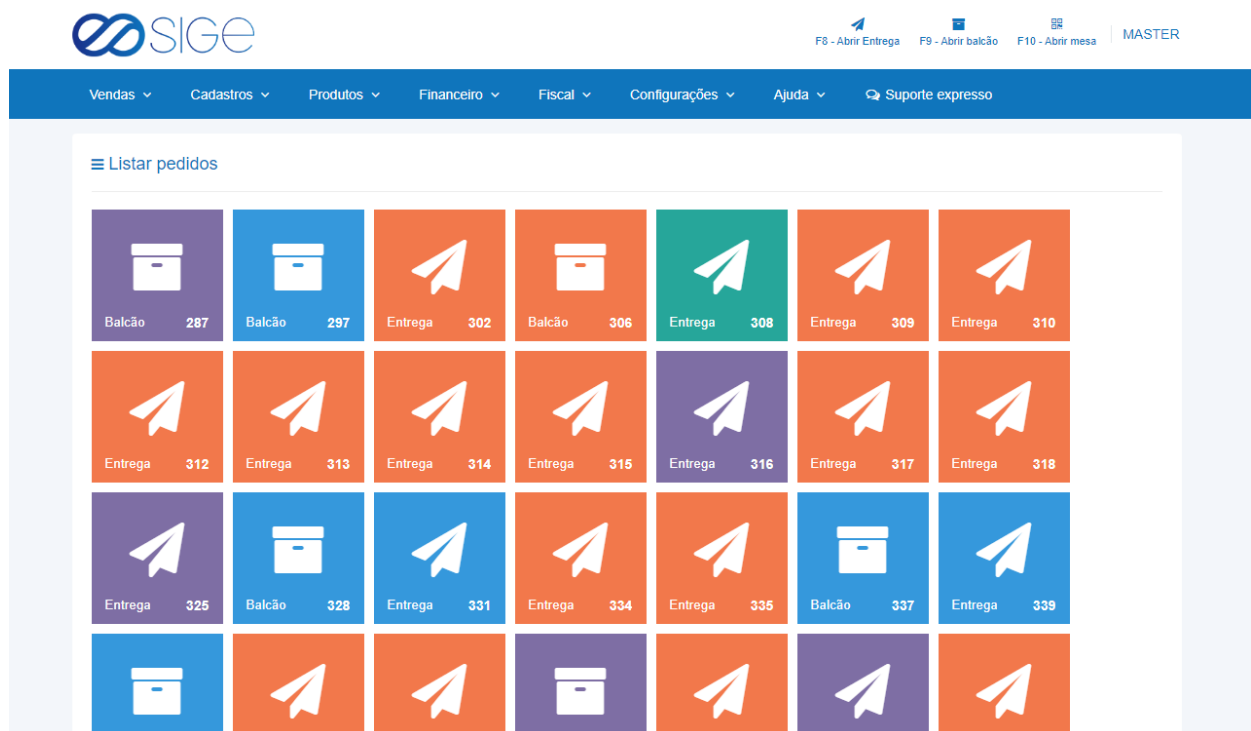 SIGE
F8 - Abrir Entrega F9 - Abrir balcão F10 - Abrir mesa MASTER
Vendas Cadastros Produtos Financeiro Fiscal Configurações Ajuda Suporte expresso
Listar pedidos
Balcão 287 Balcão 297 Entrega 302 Balcão 306 Entrega 308 Entrega 309 Entrega 310
Entrega 312 Entrega 313 Entrega 314 Entrega 315 Entrega 316 Entrega 317 Entrega 318
Entrega 325 Balcão 328 Entrega 331 Entrega 334 Entrega 335 Balcão 337 Entrega 339